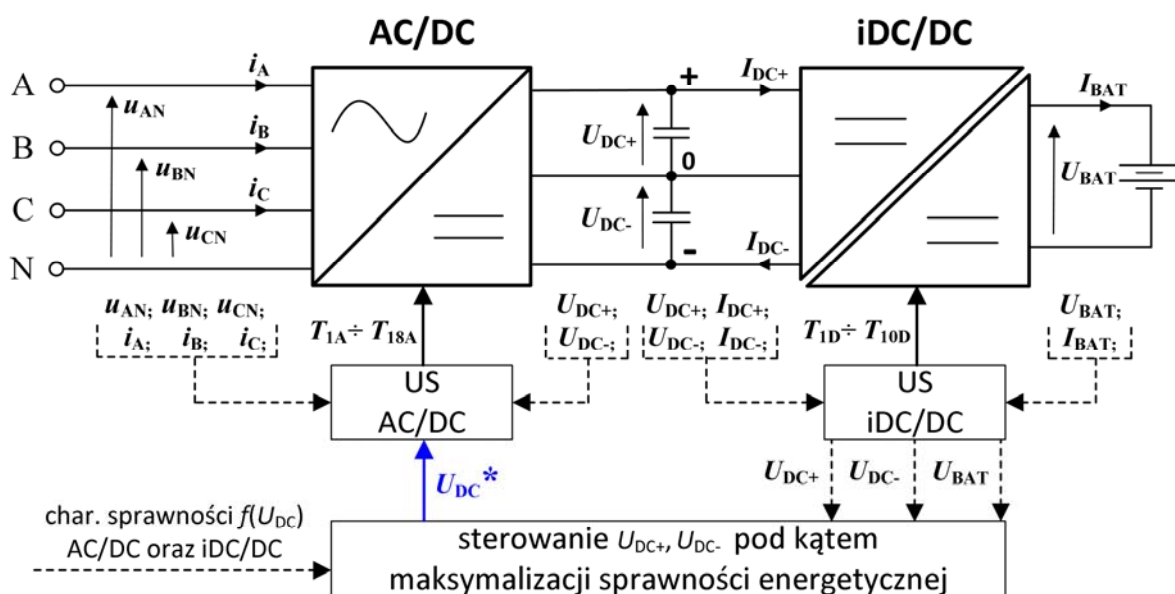 AC/DC
iDC/DC
A
i_A
+
I_DC+
I_BAT
u_AN
B
i_B
U_DC+
u_BN
0
U_BAT
C
i_C
U_DC-
u_CN
-
I_DC-
N
u_AN; u_BN; u_CN;
i_A; i_B; i_C;
T_1A ÷ T_18A
U_DC+;
U_DC-;
U_DC+; I_DC+;
U_DC-; I_DC-;
T_1D ÷ T_10D
U_BAT;
I_BAT;
US
AC/DC
US
iDC/DC
U_DC*
U_DC+ U_DC- U_BAT
char. sprawności f(U_DC)
AC/DC oraz iDC/DC
sterowanie U_DC+, U_DC- pod kątem
maksymalizacji sprawności energetycznej